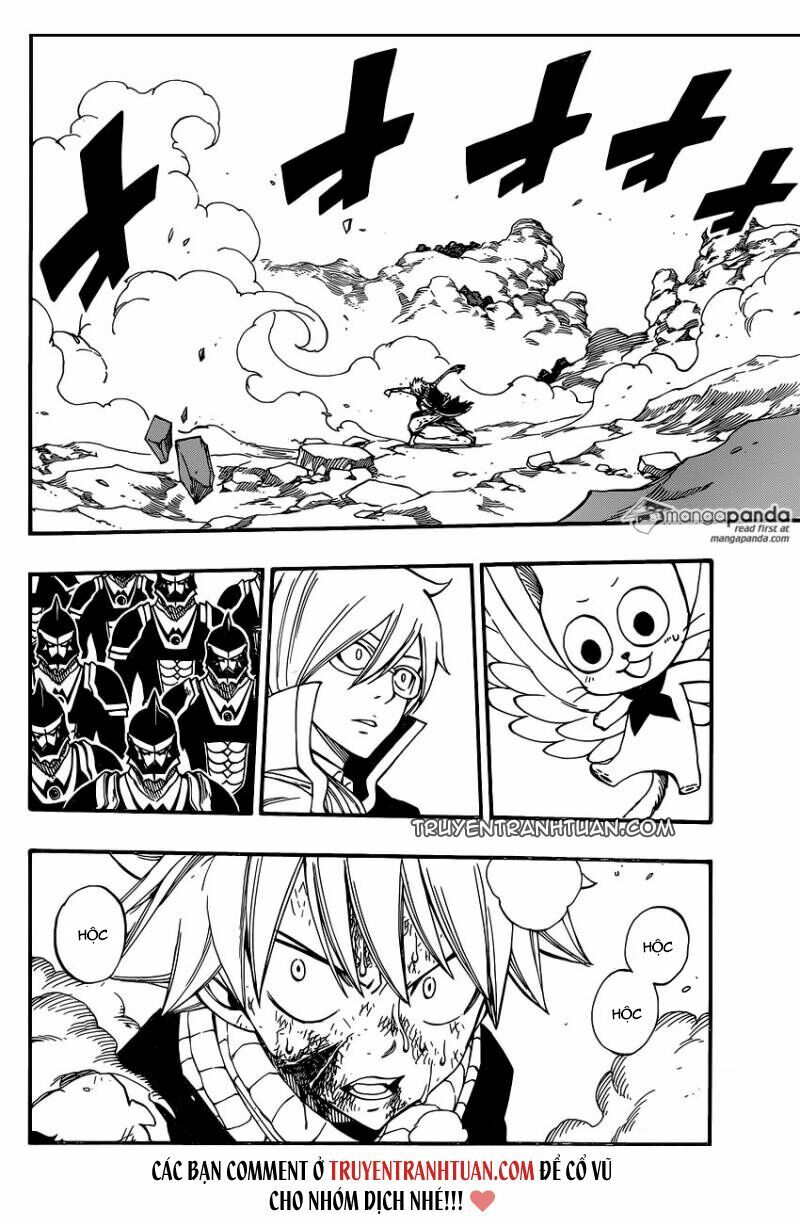 mangapanda
read first at
mangapanda.com
TRUYENTRANHTUAN.COM
HỘC
HỘC
HỘC
CÁC BẠN COMMENT Ở TRUYENTRANHTUAN.COM ĐỂ CỔ VŨ
CHO NHÓM DỊCH NHÉ!!!